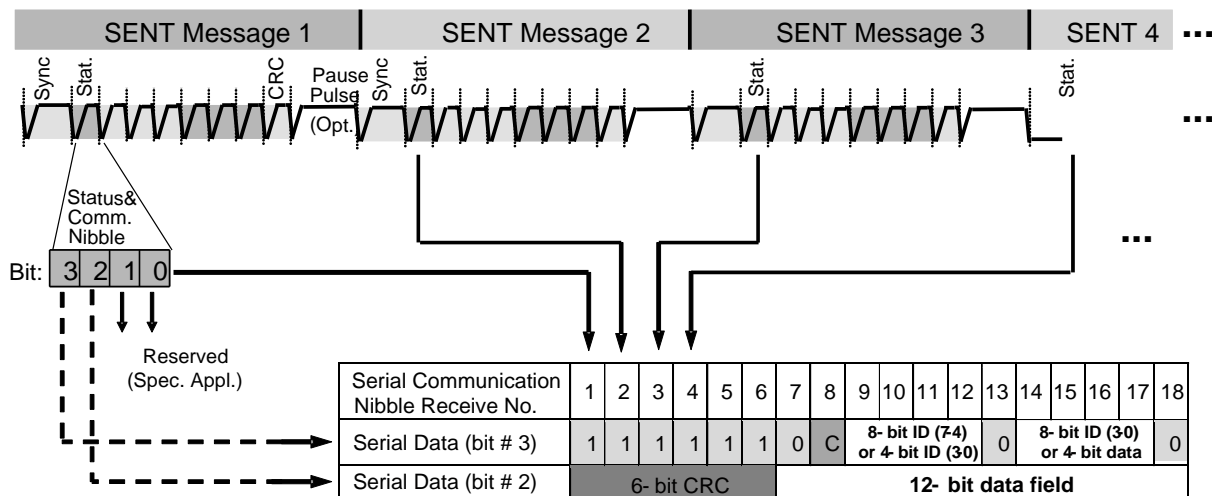 SENT Message 1 SENT Message 2 SENT Message 3 SENT 4 ...
Sync Stat. CRC Pause Pulse (Opt. Sync Stat. Stat. Stat. ...
Status&
Comm.
Nibble
...
Bit: 3 2 1 0
Reserved
(Spec. Appl.)
Serial Communication
Nibble Receive No. 1 2 3 4 5 6 7 8 9 10 11 12 13 14 15 16 17 18
Serial Data (bit # 3) 1 1 1 1 1 1 0 C 8- bit ID (7-4) or 4- bit ID (30) 0 8- bit ID (30) or 4- bit data 0
Serial Data (bit # 2) 6- bit CRC 12- bit data field